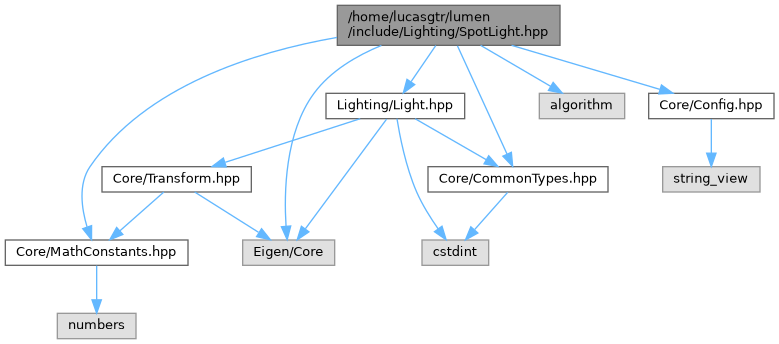 /home/lucasgtr/lumen
/include/Lighting/SpotLight.hpp
Lighting/Light.hpp
algorithm
Core/Config.hpp
Core/Transform.hpp
Core/CommonTypes.hpp
string_view
Core/MathConstants.hpp
Eigen/Core
cstdint
numbers